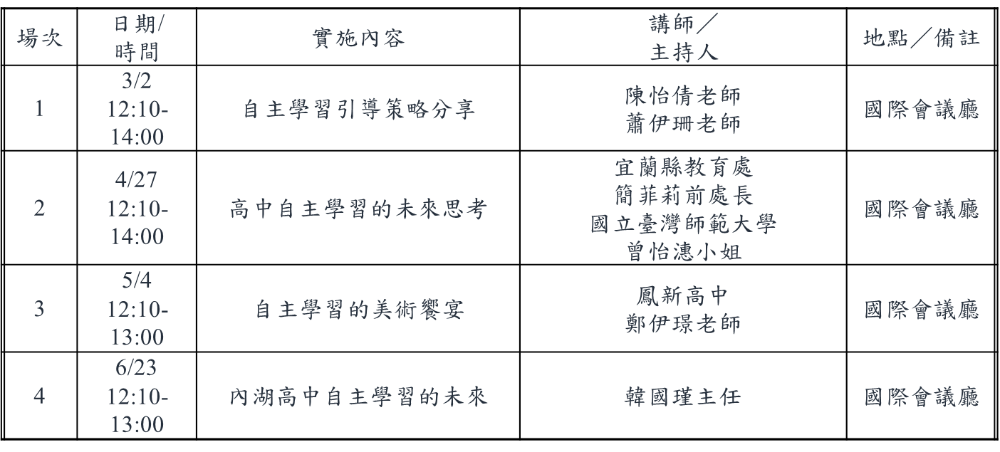 場次
日期/
時間
實施內容
講師／
主持人
地點／備註
1
3/2
12:10-
14:00
自主學習引導策略分享
陳怡倩老師
蕭伊珊老師
國際會議廳
2
4/27
12:10-
14:00
高中自主學習的未來思考
宜蘭縣教育處
簡菲莉前處長
國立臺灣師範大學
曾怡潓小姐
國際會議廳
3
5/4
12:10-
13:00
自主學習的美術饗宴
鳳新高中
鄭伊璟老師
國際會議廳
4
6/23
12:10-
13:00
內湖高中自主學習的未來
韓國瑾主任
國際會議廳